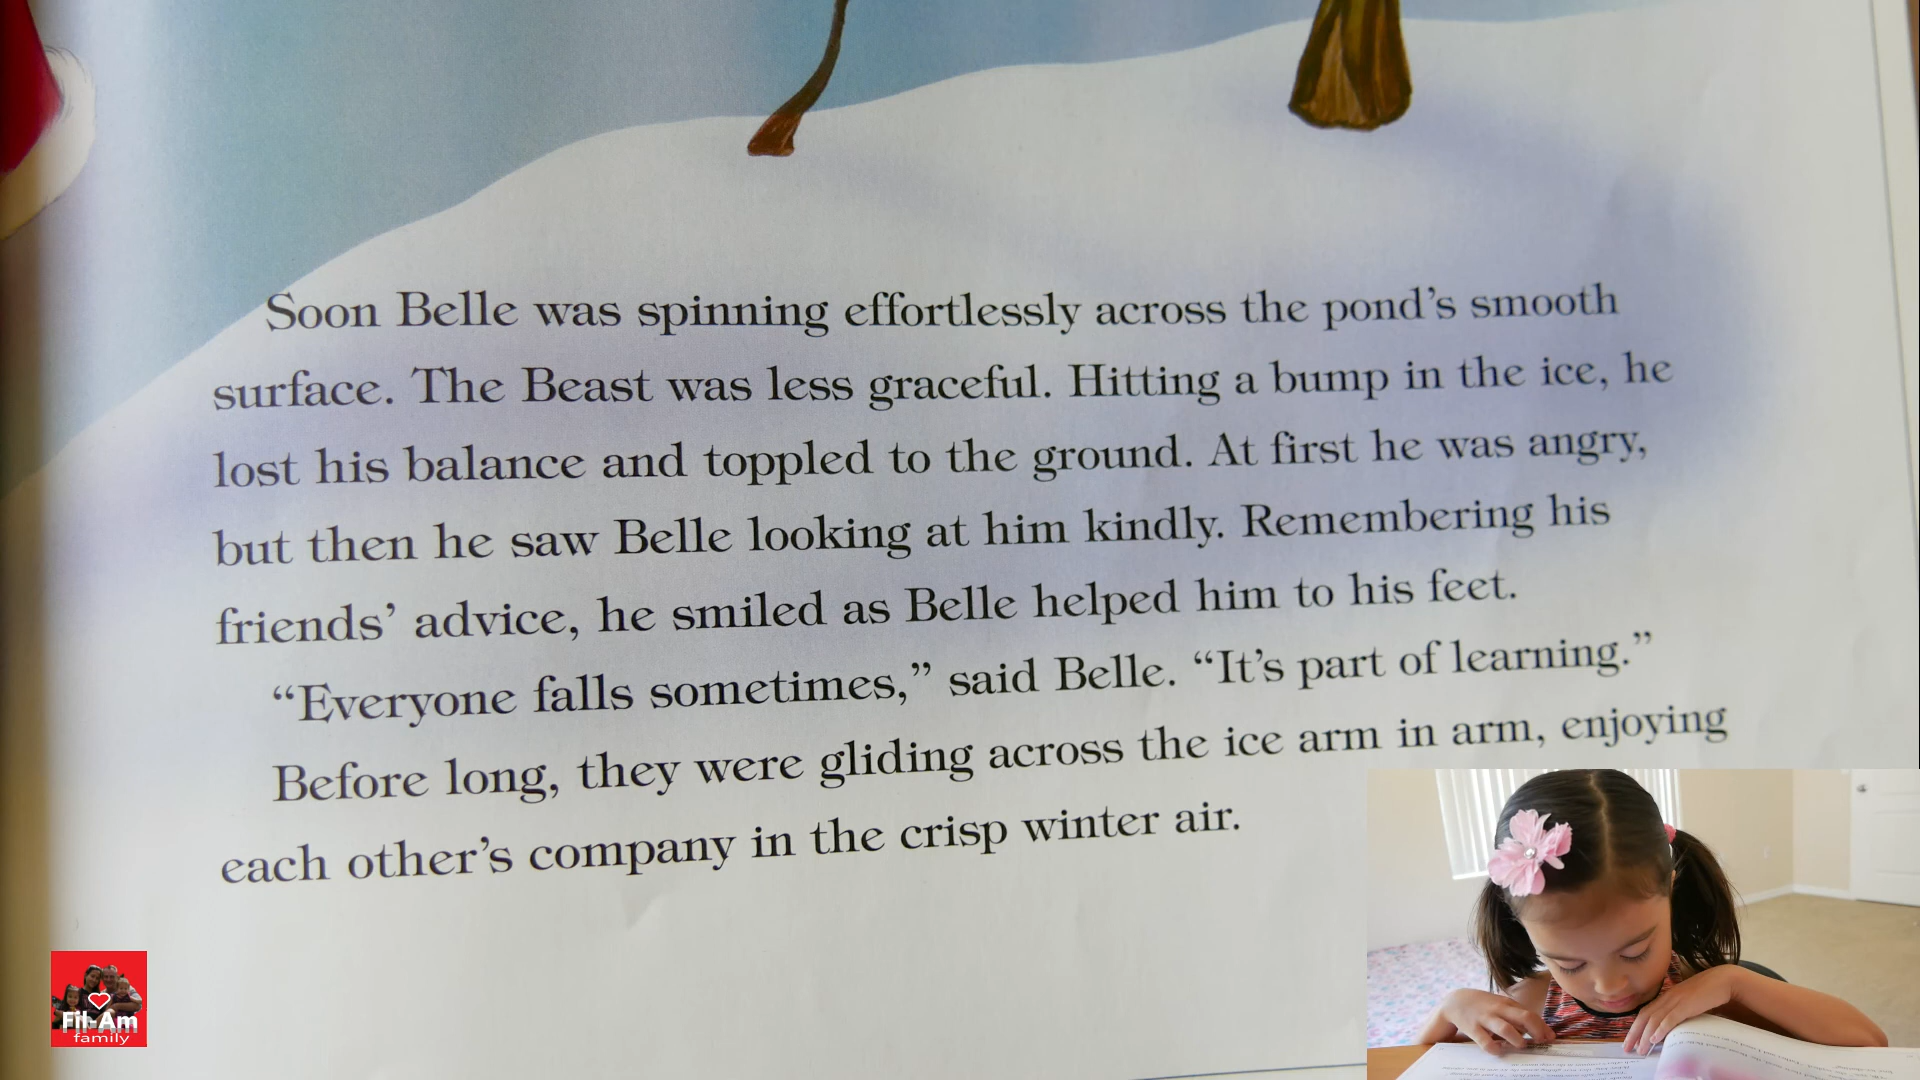 Soon Belle was spinning effortlessly across the pond’s smooth
surface. The Beast was less graceful. Hitting a bump in the ice, he
lost his balance and toppled to the ground. At first he was angry,
but then he saw Belle looking at him kindly. Remembering his
friends’ advice, he smiled as Belle helped him to his feet.
“Everyone falls sometimes,” said Belle. “It’s part of learning.”
Before long, they were gliding across the ice arm in arm, enjoying
each other’s company in the crisp winter air.
Fil-Am
family